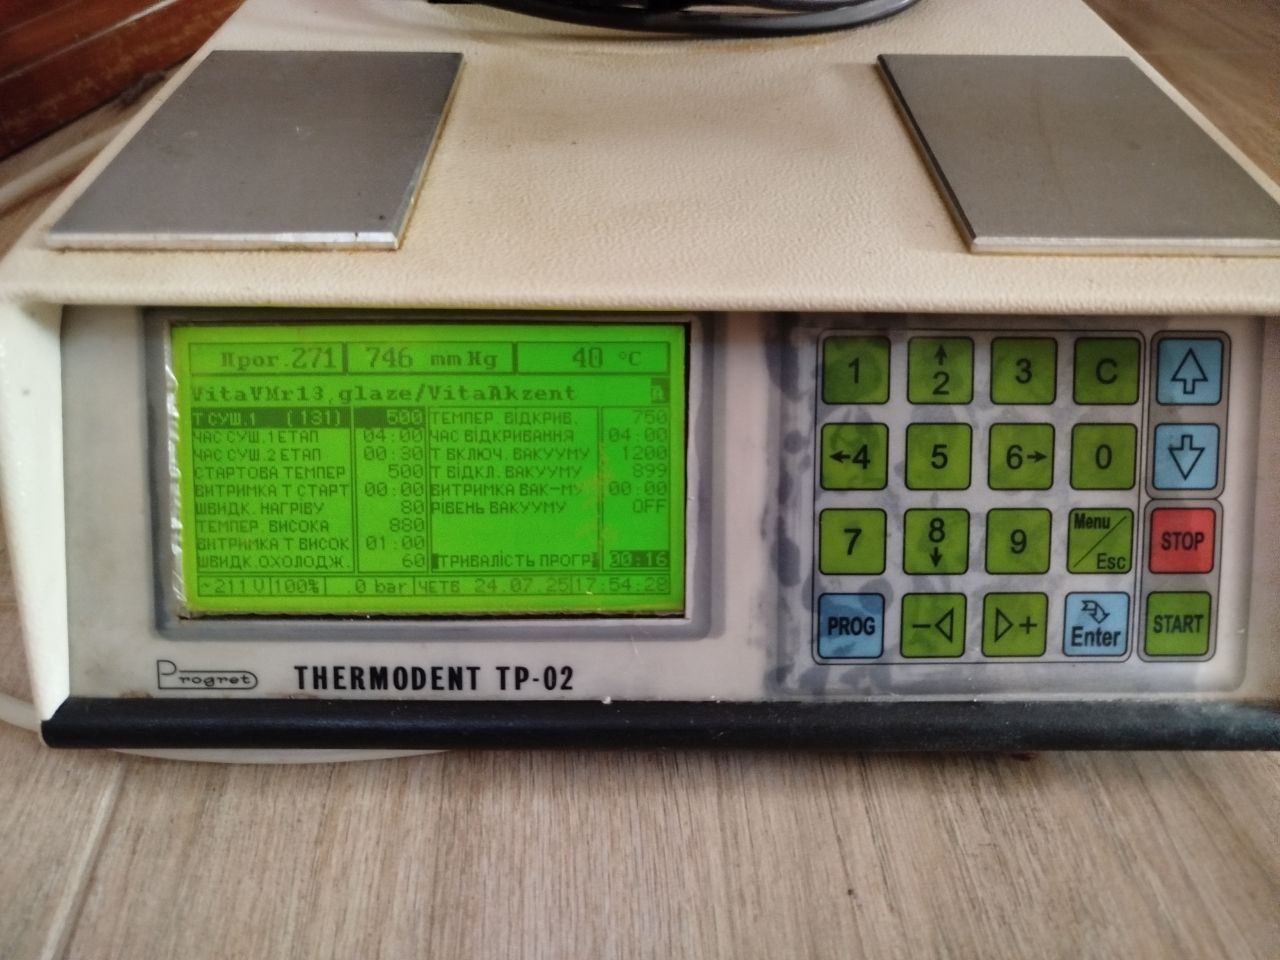 Прог.271 746 mm Hg 40 °C
VitaVMr13,glaze/VitaAkzent
Т СУШ.1 (131) 500 ТЕМПЕР. ВІДКРИВ, 750
ЧАС СУШ.1ЕТАП 04:00 ЧАС ВІДКРИВАННЯ 04:00
ЧАС СУШ.2 ЕТАП 00:30 Т ВКЛЮЧ. ВАКУУМУ 1200
СТАРТОВА ТЕМПЕР 500 Т ВІДКЛ. ВАКУУМУ 899
ВИТРИМКА Т СТАРТ 00:00 ВИТРИМКА ВАК-МУ 00:00
ШВИДК. НАГРІВУ 80 РІВЕНЬ ВАКУУМУ OFF
ТЕМПЕР. ВИСОКА 880
ВИТРИМКА Т ВИСОК 01:00
ШВИДК.ОХОЛОДЖ. 60 ТРИВАЛІСТЬ ПРОГР 00:16
~211V 100% .0 bar ЧЕТВ 24.07.25 17:54:28
1 2 3 C
4 5 6 0
7 8 9 Menu/Esc STOP
PROG − + Enter START
Progret THERMODENT TP-02